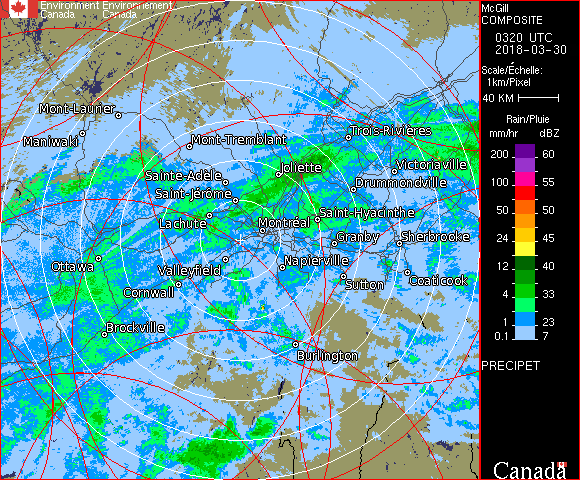 Environment Environnement
Canada Canada
McGill
COMPOSITE
0320 UTC
2018-03-30
Scale/Échelle:
1km/Pixel
40 KM
Rain/Pluie
mm/hr dBZ
200 60
100 55
50 50
24 45
12 40
4 33
1 23
0.1 7
PRECIPET
Canada
Mont-Laurier
Maniwaki
Mont-Tremblant
Trois-Rivières
Victoriaville
Joliette
Sainte-Adèle
Drummondville
Saint-Jérôme
Saint-Hyacinthe
Lachute
Montréal
Granby
Sherbrooke
Ottawa
Valleyfield
Napierville
Cornwall
Sutton
Coaticook
Brockville
Burlington